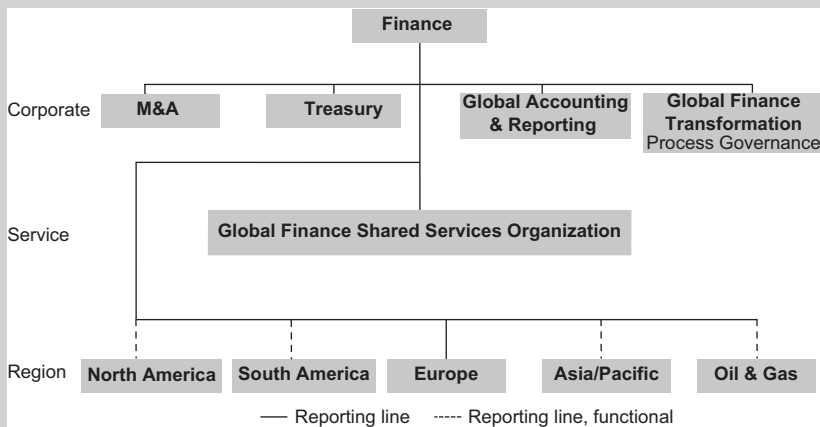 Finance
Corporate
M&A
Treasury
Global Accounting
& Reporting
Global Finance
Transformation
Process Governance
Service
Global Finance Shared Services Organization
Region
North America
South America
Europe
Asia/Pacific
Oil & Gas
Reporting line
Reporting line, functional